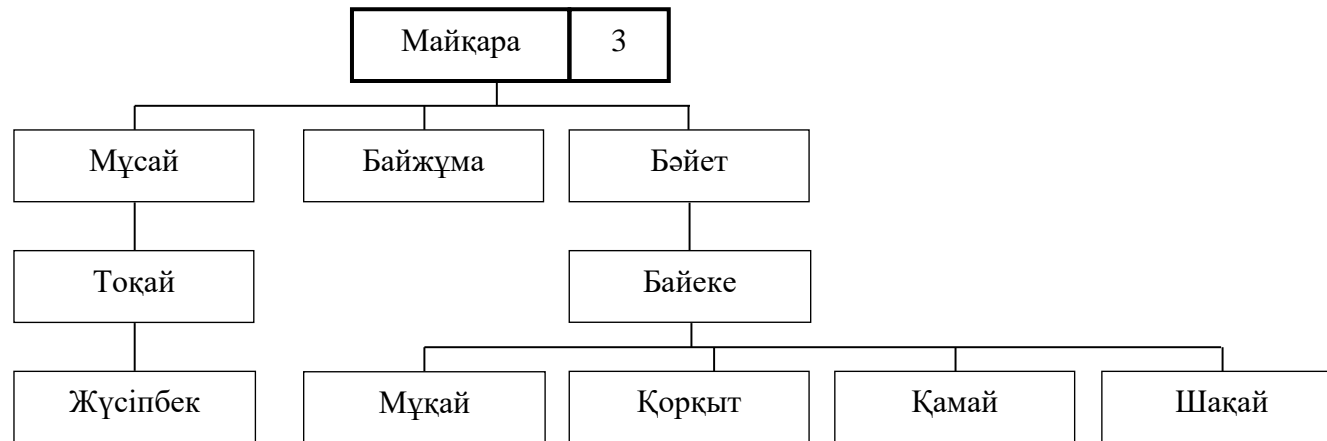 Майқара 3
Мұсай Байжұма Бәйет
Тоқай Байеке
Жүсіпбек Мұқай Қорқыт Қамай Шақай